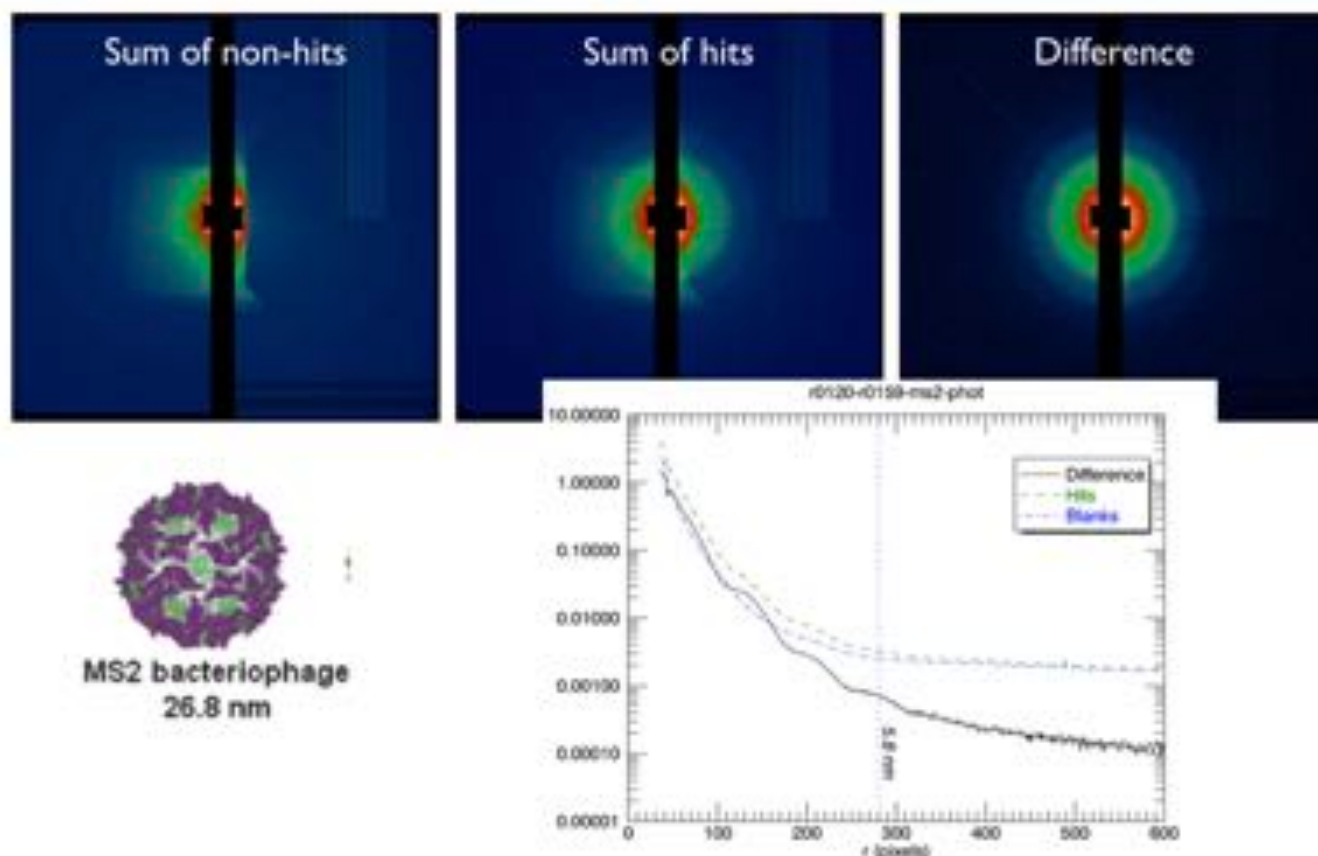 Sum of non-hits
Sum of hits
Difference
r0120-r0159-ms2-phot
10.00000
1.00000
0.10000
0.01000
0.00100
0.00010
0.00001
Difference
Hits
Blanks
5.8 nm
0
100
200
300
400
500
600
r (pixels)
MS2 bacteriophage
26.8 nm